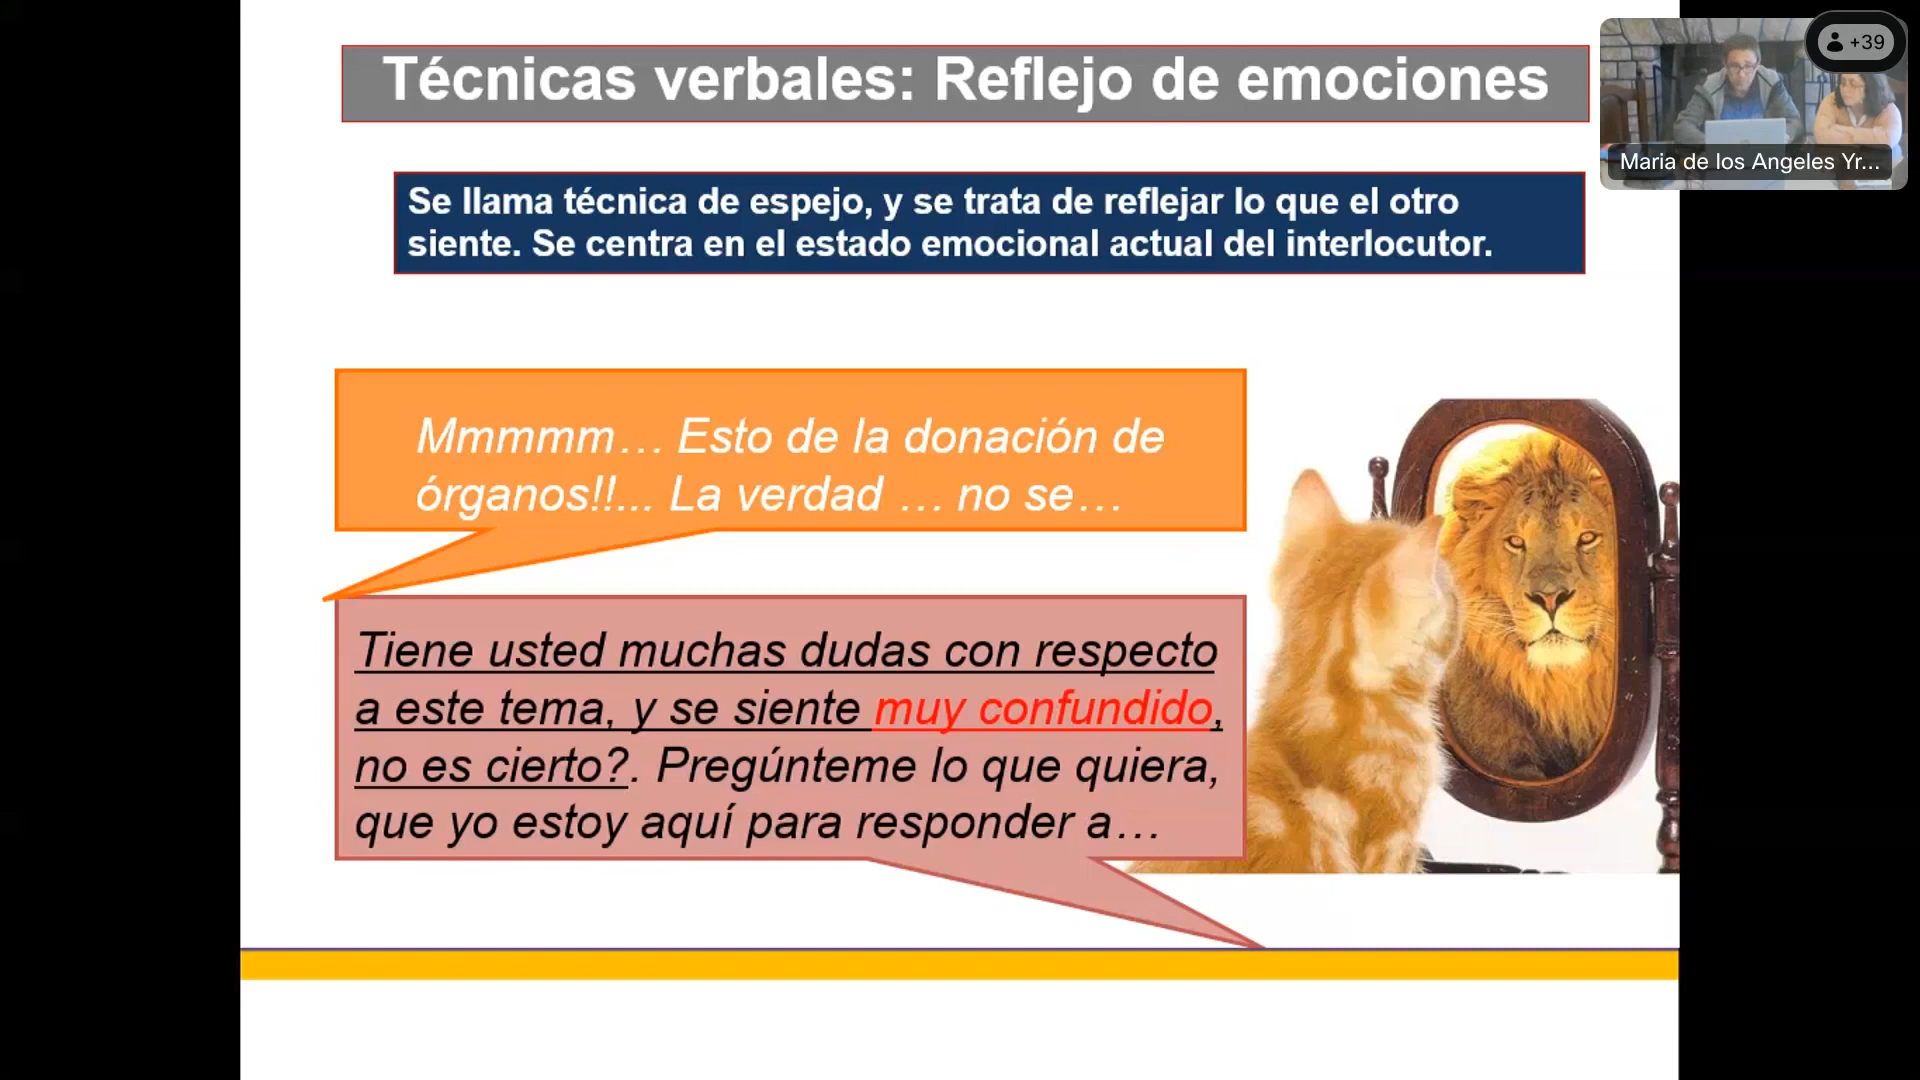 Técnicas verbales: Reflejo de emociones
+39
Maria de los Angeles Yr...
Se llama técnica de espejo, y se trata de reflejar lo que el otro
siente. Se centra en el estado emocional actual del interlocutor.
Mmmmm... Esto de la donación de
órganos!!... La verdad ... no se...
Tiene usted muchas dudas con respecto
a este tema, y se siente muy confundido,
no es cierto?. Pregúnteme lo que quiera,
que yo estoy aquí para responder a...